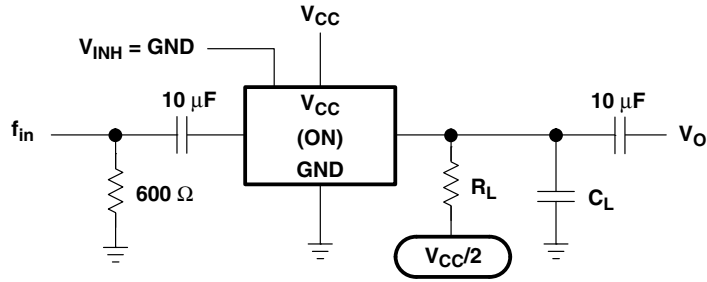 VCC
VINH = GND
10 μF
VCC
10 μF
fin
(ON)
VO
GND
600 Ω
RL
CL
VCC/2